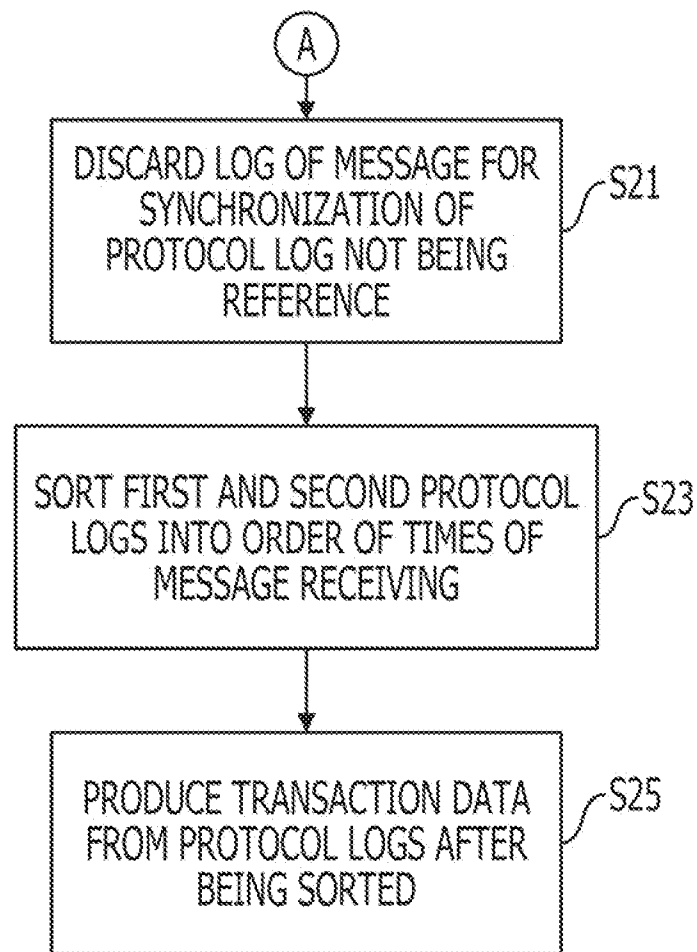 A
DISCARD LOG OF MESSAGE FOR
SYNCHRONIZATION OF
PROTOCOL LOG NOT BEING
REFERENCE
S21
SORT FIRST AND SECOND PROTOCOL
LOGS INTO ORDER OF TIMES OF
MESSAGE RECEIVING
S23
PRODUCE TRANSACTION DATA
FROM PROTOCOL LOGS AFTER
BEING SORTED
S25